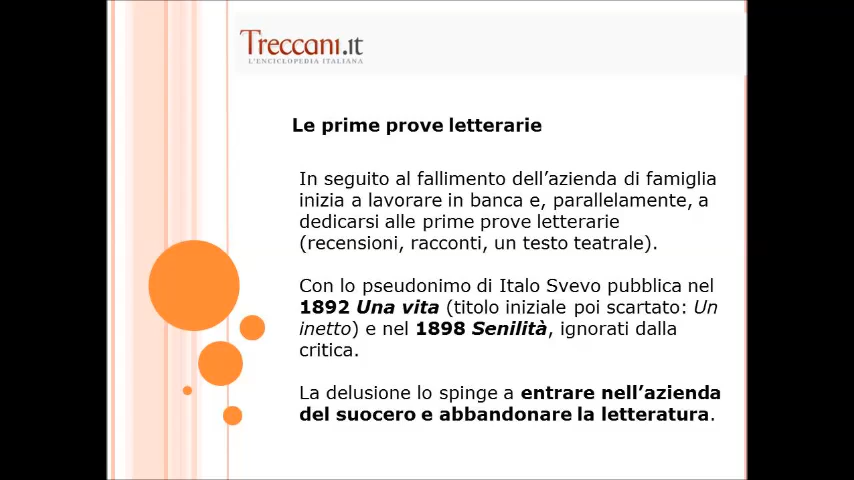 Treccani.it
L'ENCICLOPEDIA ITALIANA
Le prime prove letterarie
In seguito al fallimento dell'azienda di famiglia
inizia a lavorare in banca e, parallelamente, a
dedicarsi alle prime prove letterarie
(recensioni, racconti, un testo teatrale).
Con lo pseudonimo di Italo Svevo pubblica nel
1892 Una vita (titolo iniziale poi scartato: Un
inetto) e nel 1898 Senilità, ignorati dalla
critica.
La delusione lo spinge a entrare nell'azienda
del suocero e abbandonare la letteratura.